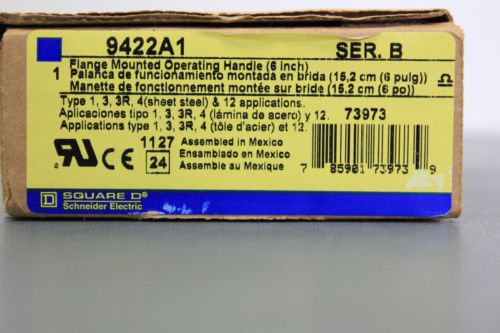 9422A1 SER. B
1 Flange Mounted Operating Handle (6 inch)
Palanca de funcionamiento montada en brida (15,2 cm (6 pulg))
Manette de fonctionnement montée sur bride (15,2 cm (6 po))
Type 1, 3, 3R, 4(sheet steel) & 12 applications.
Aplicaciones tipo 1, 3, 3R, 4 (lámina de acero) y 12. 73973
Applications type 1, 3, 3R, 4 (tôle d'acier) et 12.
1127 Assembled in Mexico
24 Ensamblado en Mexico
Assemblé au Mexique
7 85901 73973 9
SQUARE D®
Schneider Electric